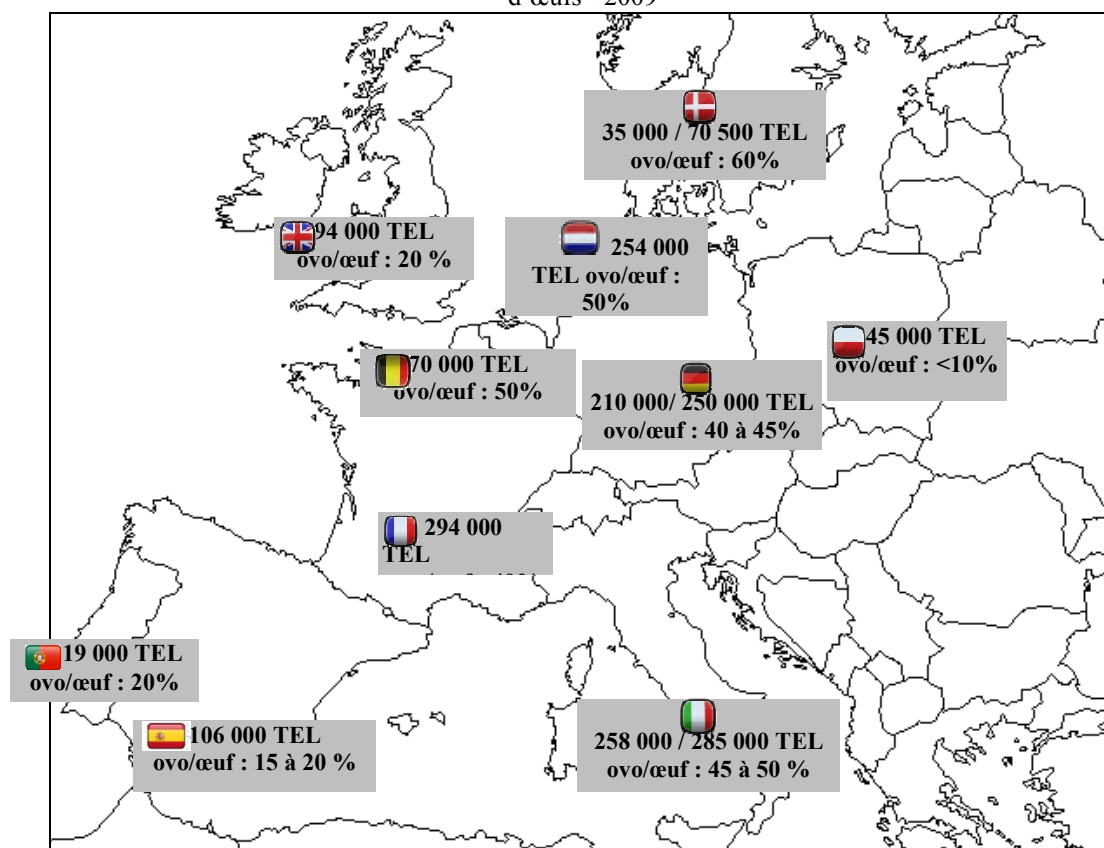 d'œufs - 2009
35 000 / 70 500 TEL
ovo/œuf : 60%
94 000 TEL
ovo/œuf : 20 %
254 000
TEL ovo/œuf :
50%
45 000 TEL
ovo/œuf : <10%
70 000 TEL
ovo/œuf : 50%
210 000/ 250 000 TEL
ovo/œuf : 40 à 45%
294 000
TEL
19 000 TEL
ovo/œuf : 20%
106 000 TEL
ovo/œuf : 15 à 20 %
258 000 / 285 000 TEL
ovo/œuf : 45 à 50 %